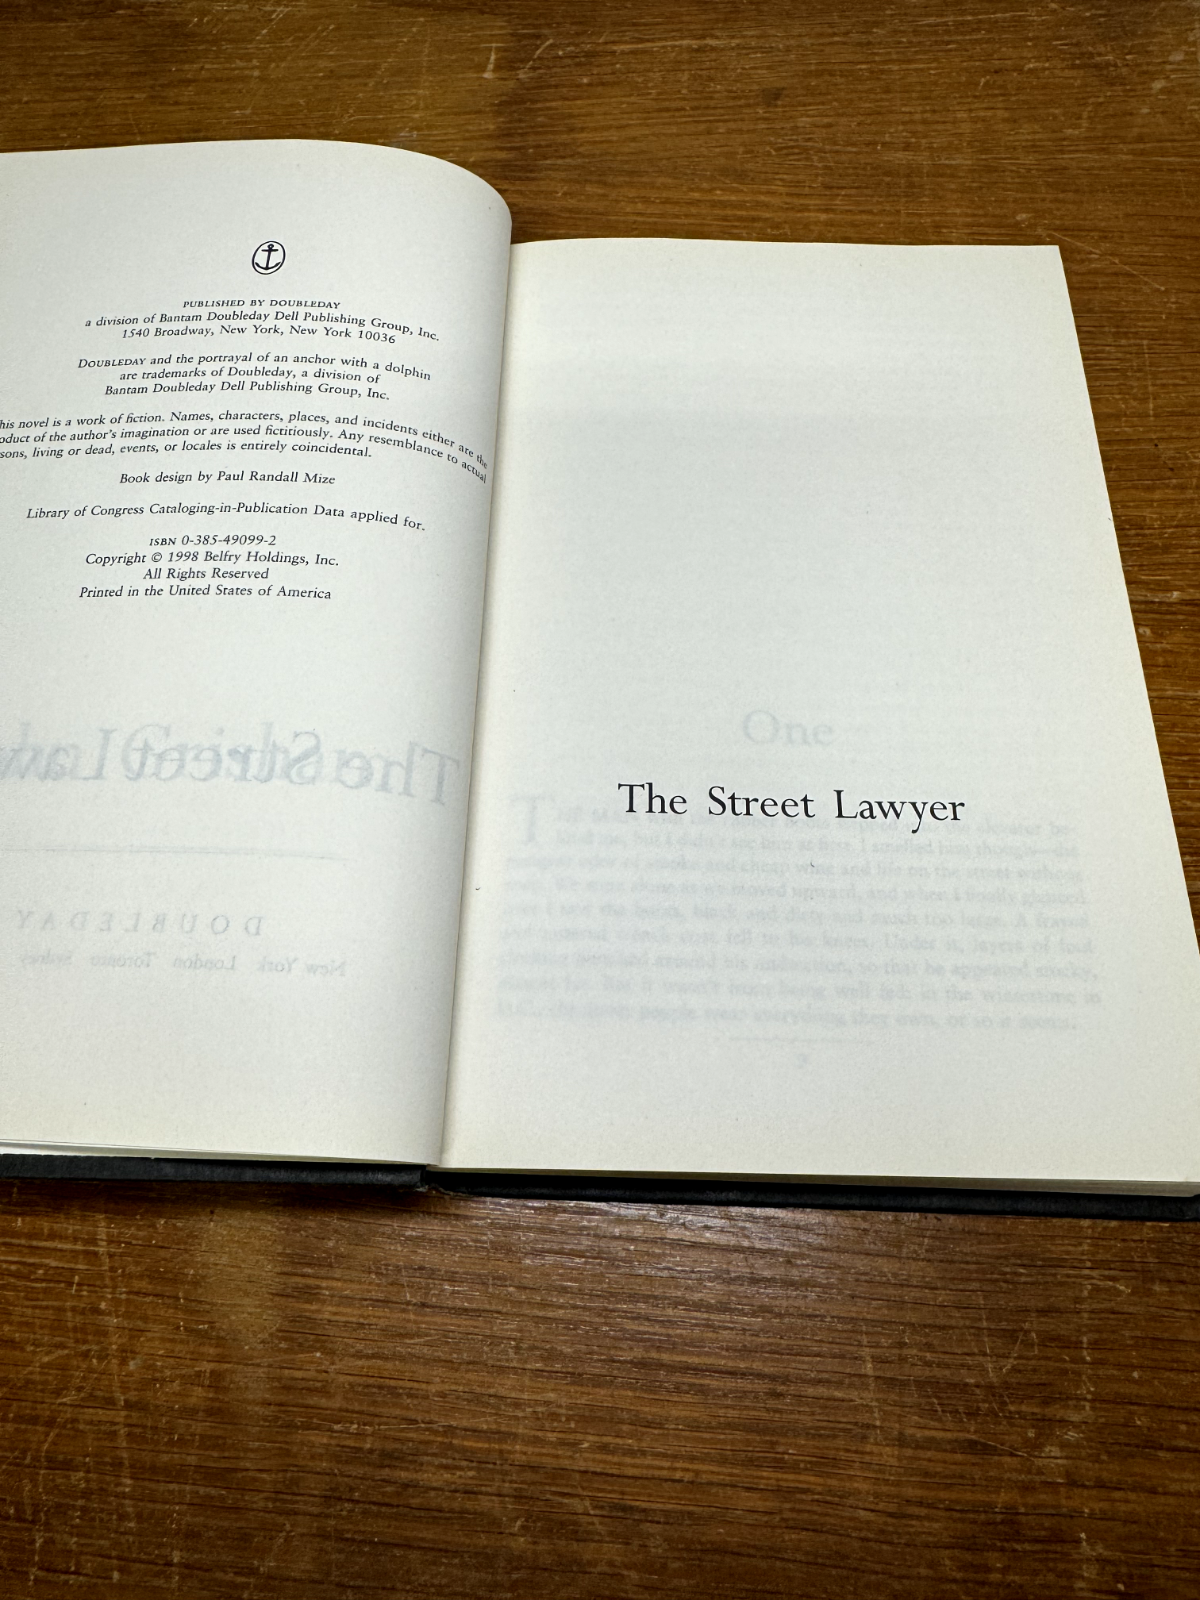 PUBLISHED BY DOUBLEDAY
a division of Bantam Doubleday Dell Publishing Group, Inc.
1540 Broadway, New York, New York 10036
DOUBLEDAY and the portrayal of an anchor with a dolphin
are trademarks of Doubleday, a division of
Bantam Doubleday Dell Publishing Group, Inc.
his novel is a work of fiction. Names, characters, places, and incidents either are the
oduct of the author's imagination or are used fictitiously. Any resemblance to actual
sons, living or dead, events, or locales is entirely coincidental.
Book design by Paul Randall Mize
Library of Congress Cataloging-in-Publication Data applied for.
ISBN 0-385-49099-2
Copyright © 1998 Belfry Holdings, Inc.
All Rights Reserved
Printed in the United States of America
One
The Street Lawyer